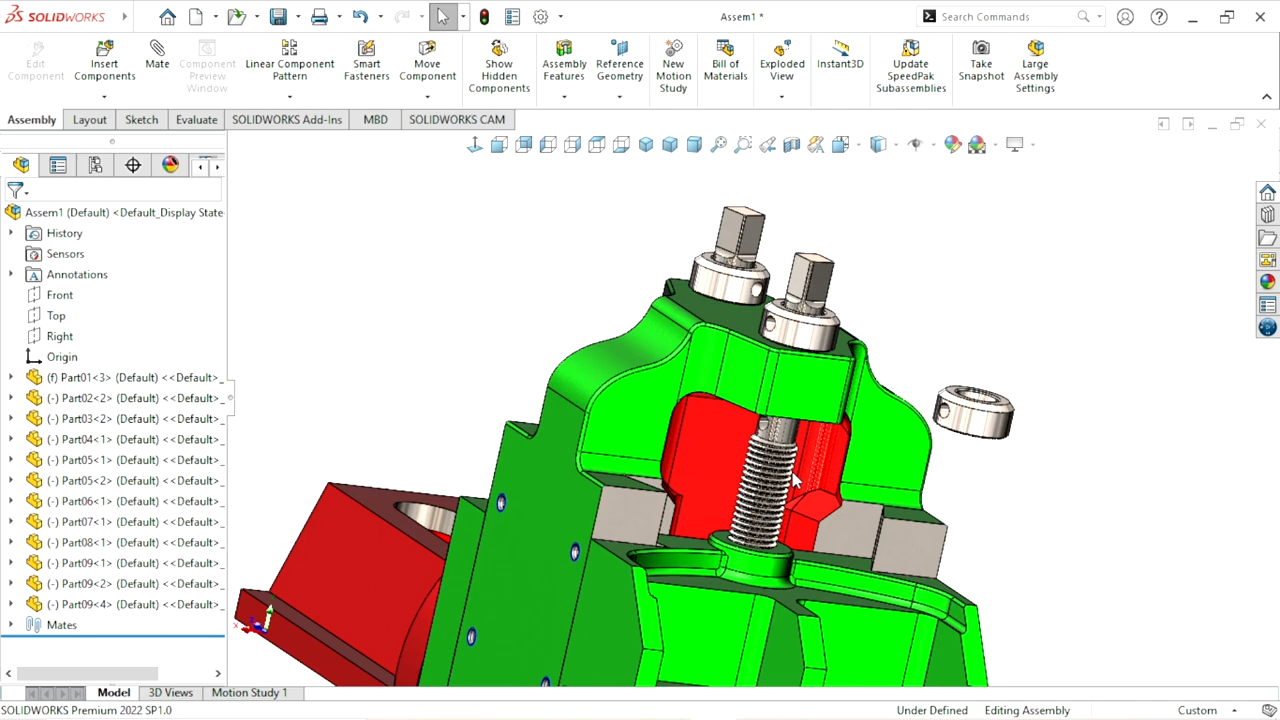 SOLIDWORKS
Assem1 *
Search Commands
Edit Component
Insert Components
Mate
Component Preview Window
Linear Component Pattern
Smart Fasteners
Move Component
Show Hidden Components
Assembly Features
Reference Geometry
New Motion Study
Bill of Materials
Exploded View
Instant3D
Update SpeedPak Subassemblies
Take Snapshot
Large Assembly Settings
Assembly
Layout
Sketch
Evaluate
SOLIDWORKS Add-Ins
MBD
SOLIDWORKS CAM
Assem1 (Default) <Default_Display State
History
Sensors
Annotations
Front
Top
Right
Origin
(f) Part01<3> (Default) <<Default>_
(-) Part02<2> (Default) <<Default>_
(-) Part03<2> (Default) <<Default>_
(-) Part04<1> (Default) <<Default>_
(-) Part05<1> (Default) <<Default>_
(-) Part05<2> (Default) <<Default>_
(-) Part06<1> (Default) <<Default>_
(-) Part07<1> (Default) <<Default>_
(-) Part08<1> (Default) <<Default>_
(-) Part09<1> (Default) <<Default>_
(-) Part09<2> (Default) <<Default>_
(-) Part09<4> (Default) <<Default>_
Mates
Model
3D Views
Motion Study 1
SOLIDWORKS Premium 2022 SP1.0
Under Defined
Editing Assembly
Custom